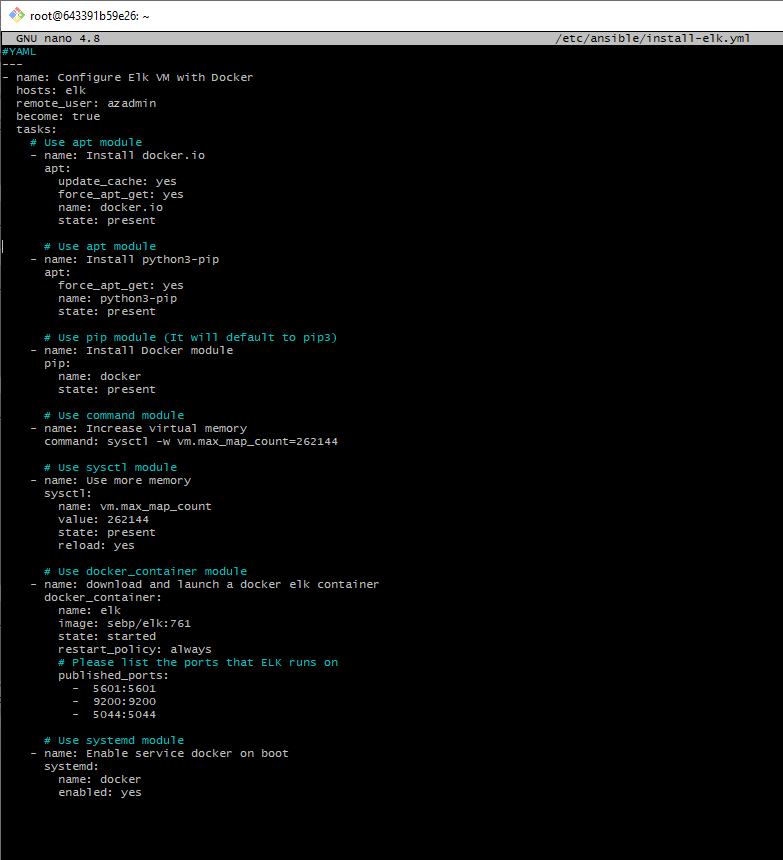 root@643391b59e26: ~
GNU nano 4.8 /etc/ansible/install-elk.yml
#YAML
---
- name: Configure Elk VM with Docker
  hosts: elk
  remote_user: azadmin
  become: true
  tasks:
    # Use apt module
    - name: Install docker.io
      apt:
        update_cache: yes
        force_apt_get: yes
        name: docker.io
        state: present

      # Use apt module
    - name: Install python3-pip
      apt:
        force_apt_get: yes
        name: python3-pip
        state: present

      # Use pip module (It will default to pip3)
    - name: Install Docker module
      pip:
        name: docker
        state: present

      # Use command module
    - name: Increase virtual memory
      command: sysctl -w vm.max_map_count=262144

      # Use sysctl module
    - name: Use more memory
      sysctl:
        name: vm.max_map_count
        value: 262144
        state: present
        reload: yes

      # Use docker_container module
    - name: download and launch a docker elk container
      docker_container:
        name: elk
        image: sebp/elk:761
        state: started
        restart_policy: always
        # Please list the ports that ELK runs on
        published_ports:
          -  5601:5601
          -  9200:9200
          -  5044:5044

      # Use systemd module
    - name: Enable service docker on boot
      systemd:
        name: docker
        enabled: yes